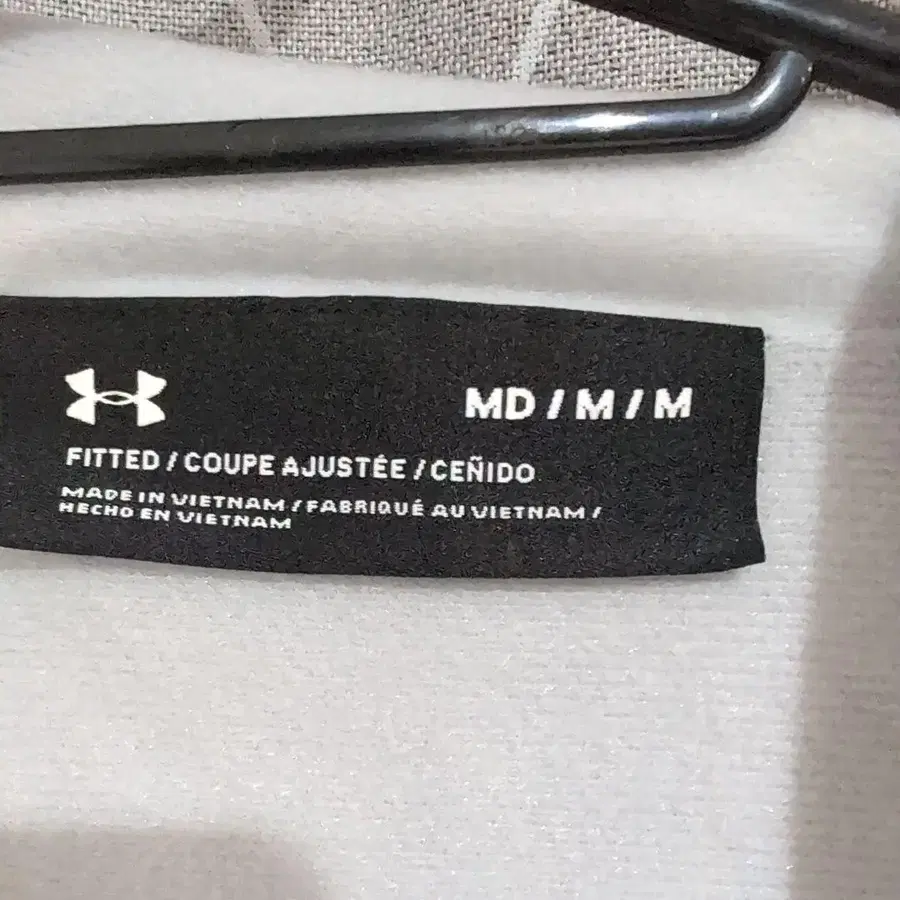 MD / M / M
FITTED / COUPE AJUSTÉE / CEÑIDO
MADE IN VIETNAM / FABRIQUÉ AU VIETNAM /
HECHO EN VIETNAM